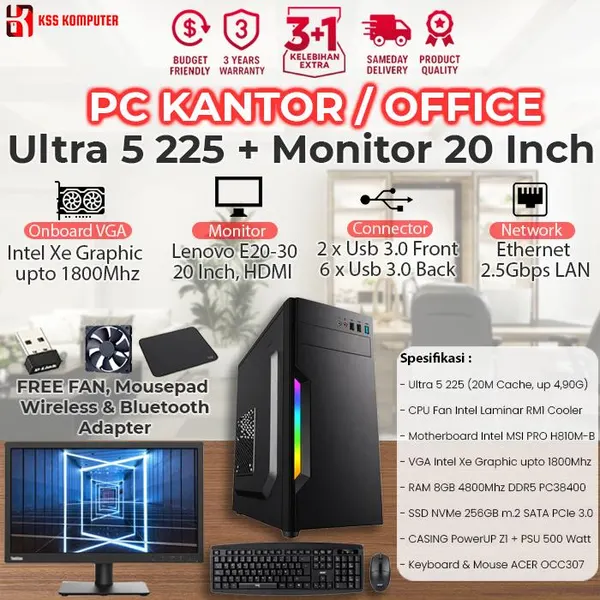 KSS KOMPUTER
BUDGET
FRIENDLY
3
3 YEARS
WARRANTY
3+1
KELEBIHAN
EXTRA
SAMEDAY
DELIVERY
PRODUCT
QUALITY
PC KANTOR / OFFICE
Ultra 5 225 + Monitor 20 Inch
Onboard VGA
Intel Xe Graphic
upto 1800Mhz
Monitor
Lenovo E20-30
20 Inch, HDMI
Connector
2 x Usb 3.0 Front
6 x Usb 3.0 Back
Network
Ethernet
2.5Gbps LAN
FREE FAN, Mousepad
Wireless & Bluetooth
Adapter
Spesifikasi :
- Ultra 5 225 (20M Cache, up 4,90G)
- CPU Fan Intel Laminar RM1 Cooler
- Motherboard Intel MSI PRO H810M-B
- VGA Intel Xe Graphic upto 1800Mhz
- RAM 8GB 4800Mhz DDR5 PC38400
- SSD NVMe 256GB m.2 SATA PCIe 3.0
- CASING PowerUP Z1 + PSU 500 Watt
- Keyboard & Mouse ACER OCC307